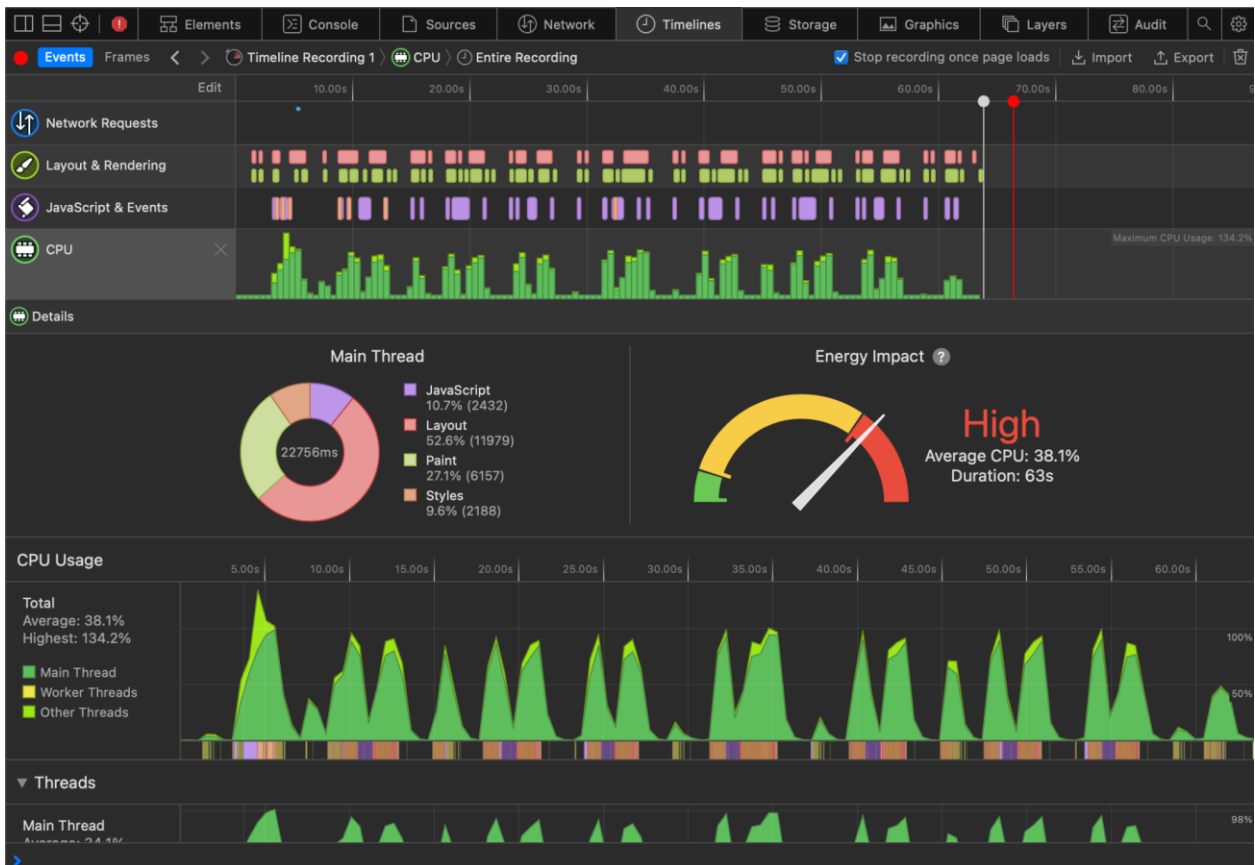 Elements Console Sources Network Timelines Storage Graphics Layers Audit
Events Frames Timeline Recording 1 CPU Entire Recording Stop recording once page loads Import Export
Edit 10.00s 20.00s 30.00s 40.00s 50.00s 60.00s 70.00s 80.00s 9
Network Requests
Layout & Rendering
JavaScript & Events
CPU
Maximum CPU Usage: 134.2%
Details
Main Thread
22756ms
JavaScript
10.7% (2432)
Layout
52.6% (11979)
Paint
27.1% (6157)
Styles
9.6% (2188)
Energy Impact ?
High
Average CPU: 38.1%
Duration: 63s
CPU Usage
5.00s 10.00s 15.00s 20.00s 25.00s 30.00s 35.00s 40.00s 45.00s 50.00s 55.00s 60.00s
Total
Average: 38.1%
Highest: 134.2%
Main Thread
Worker Threads
Other Threads
100%
50%
Threads
Main Thread
98%
Average: 34.1%